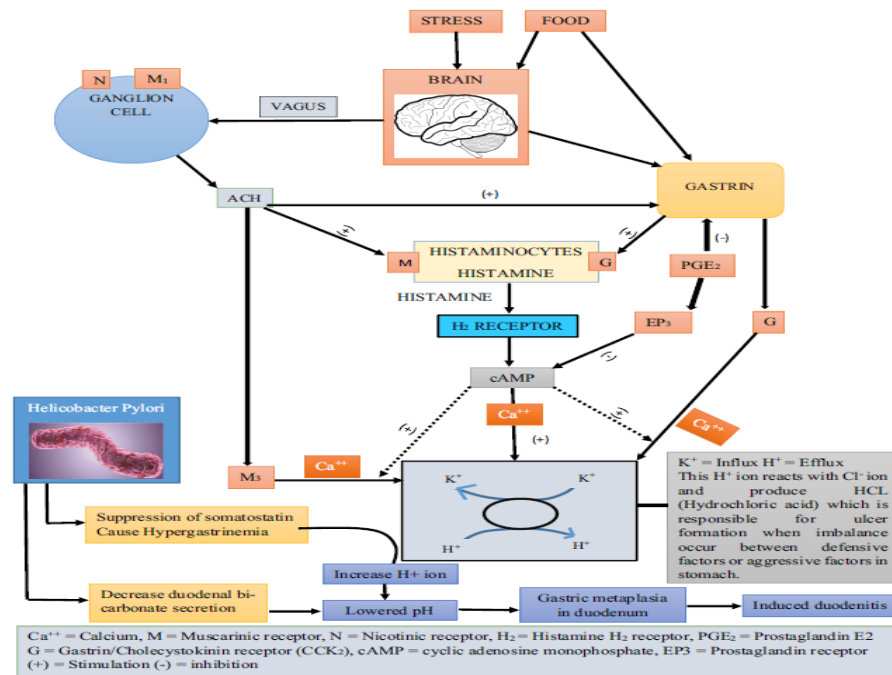 STRESS
FOOD
BRAIN
N
M₁
GANGLION
CELL
VAGUS
GASTRIN
ACH
(+)
(+)
(+)
(-)
M
HISTAMINOCYTES
HISTAMINE
G
PGE₂
HISTAMINE
H₂ RECEPTOR
EP₃
G
(-)
cAMP
Helicobacter Pylori
(+)
Ca⁺⁺
(+)
(+)
Ca⁺⁺
M₃
Ca⁺⁺
K⁺
K⁺
H⁺
H⁺
K⁺ = Influx H⁺ = Efflux
This H⁺ ion reacts with Cl⁻ ion
and produce HCL
(Hydrochloric acid) which is
responsible for ulcer
formation when imbalance
occur between defensive
factors or aggressive factors in
stomach.
Suppression of somatostatin
Cause Hypergastrinemia
Increase H+ ion
Decrease duodenal bi-
carbonate secretion
Lowered pH
Gastric metaplasia
in duodenum
Induced duodenitis
Ca⁺⁺ = Calcium, M = Muscarinic receptor, N = Nicotinic receptor, H₂ = Histamine H₂ receptor, PGE₂ = Prostaglandin E2
G = Gastrin/Cholecystokinin receptor (CCK₂), cAMP = cyclic adenosine monophosphate, EP3 = Prostaglandin receptor
(+) = Stimulation (-) = inhibition